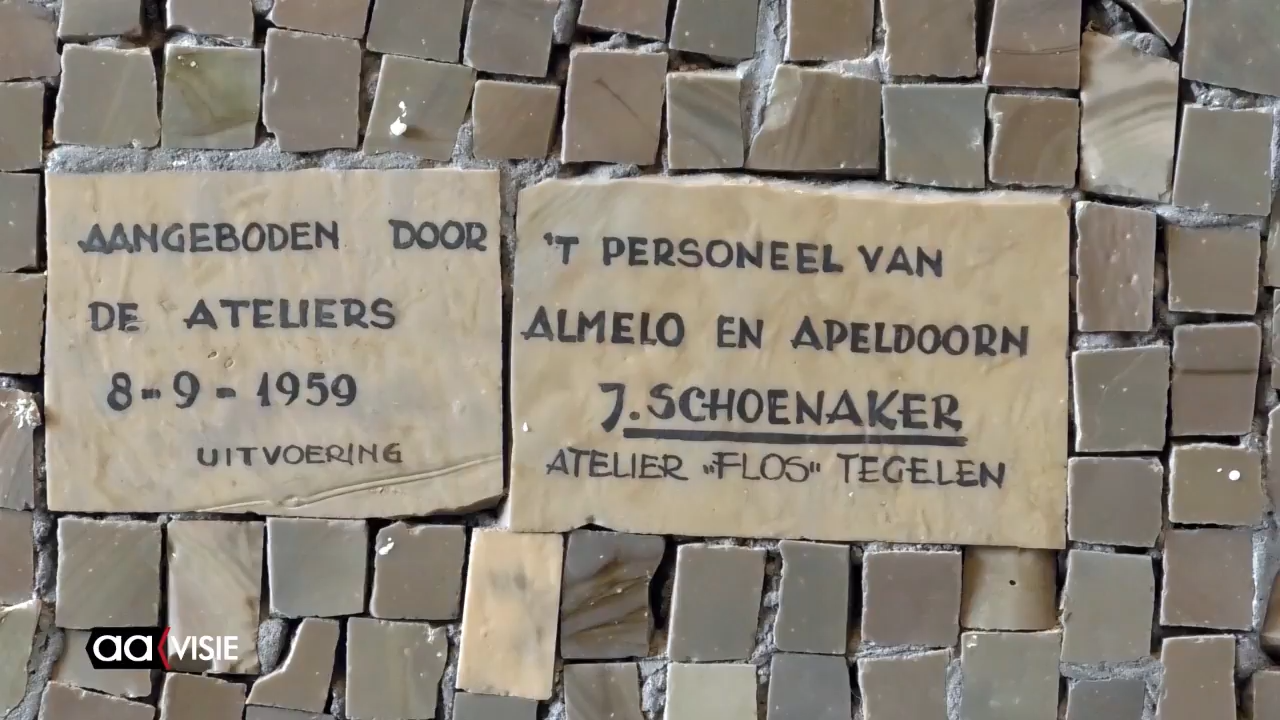 AANGEBODEN DOOR
DE ATELIERS
8-9-1959
UITVOERING
'T PERSONEEL VAN
ALMELO EN APELDOORN
J. SCHOENAKER
ATELIER „FLOS" TEGELEN
aa VISIE